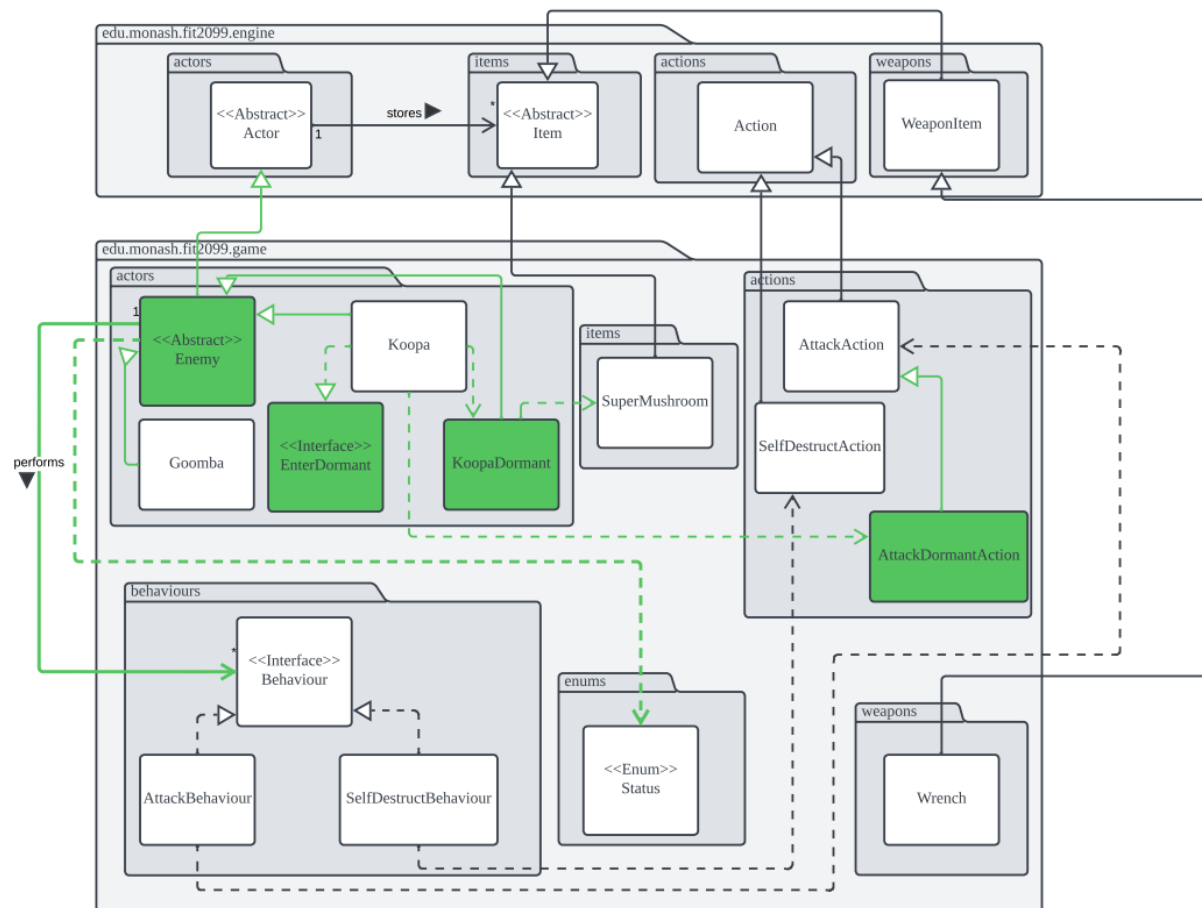 edu.monash.fit2099.engine
actors
items
actions
weapons
<<Abstract>>
Actor
1
stores
*
<<Abstract>>
Item
Action
WeaponItem
edu.monash.fit2099.game
actors
actions
1
<<Abstract>>
Enemy
Koopa
items
AttackAction
SuperMushroom
Goomba
<<Interface>>
EnterDormant
KoopaDormant
SelfDestructAction
performs
AttackDormantAction
behaviours
*
<<Interface>>
Behaviour
enums
weapons
<<Enum>>
Status
AttackBehaviour
SelfDestructBehaviour
Wrench